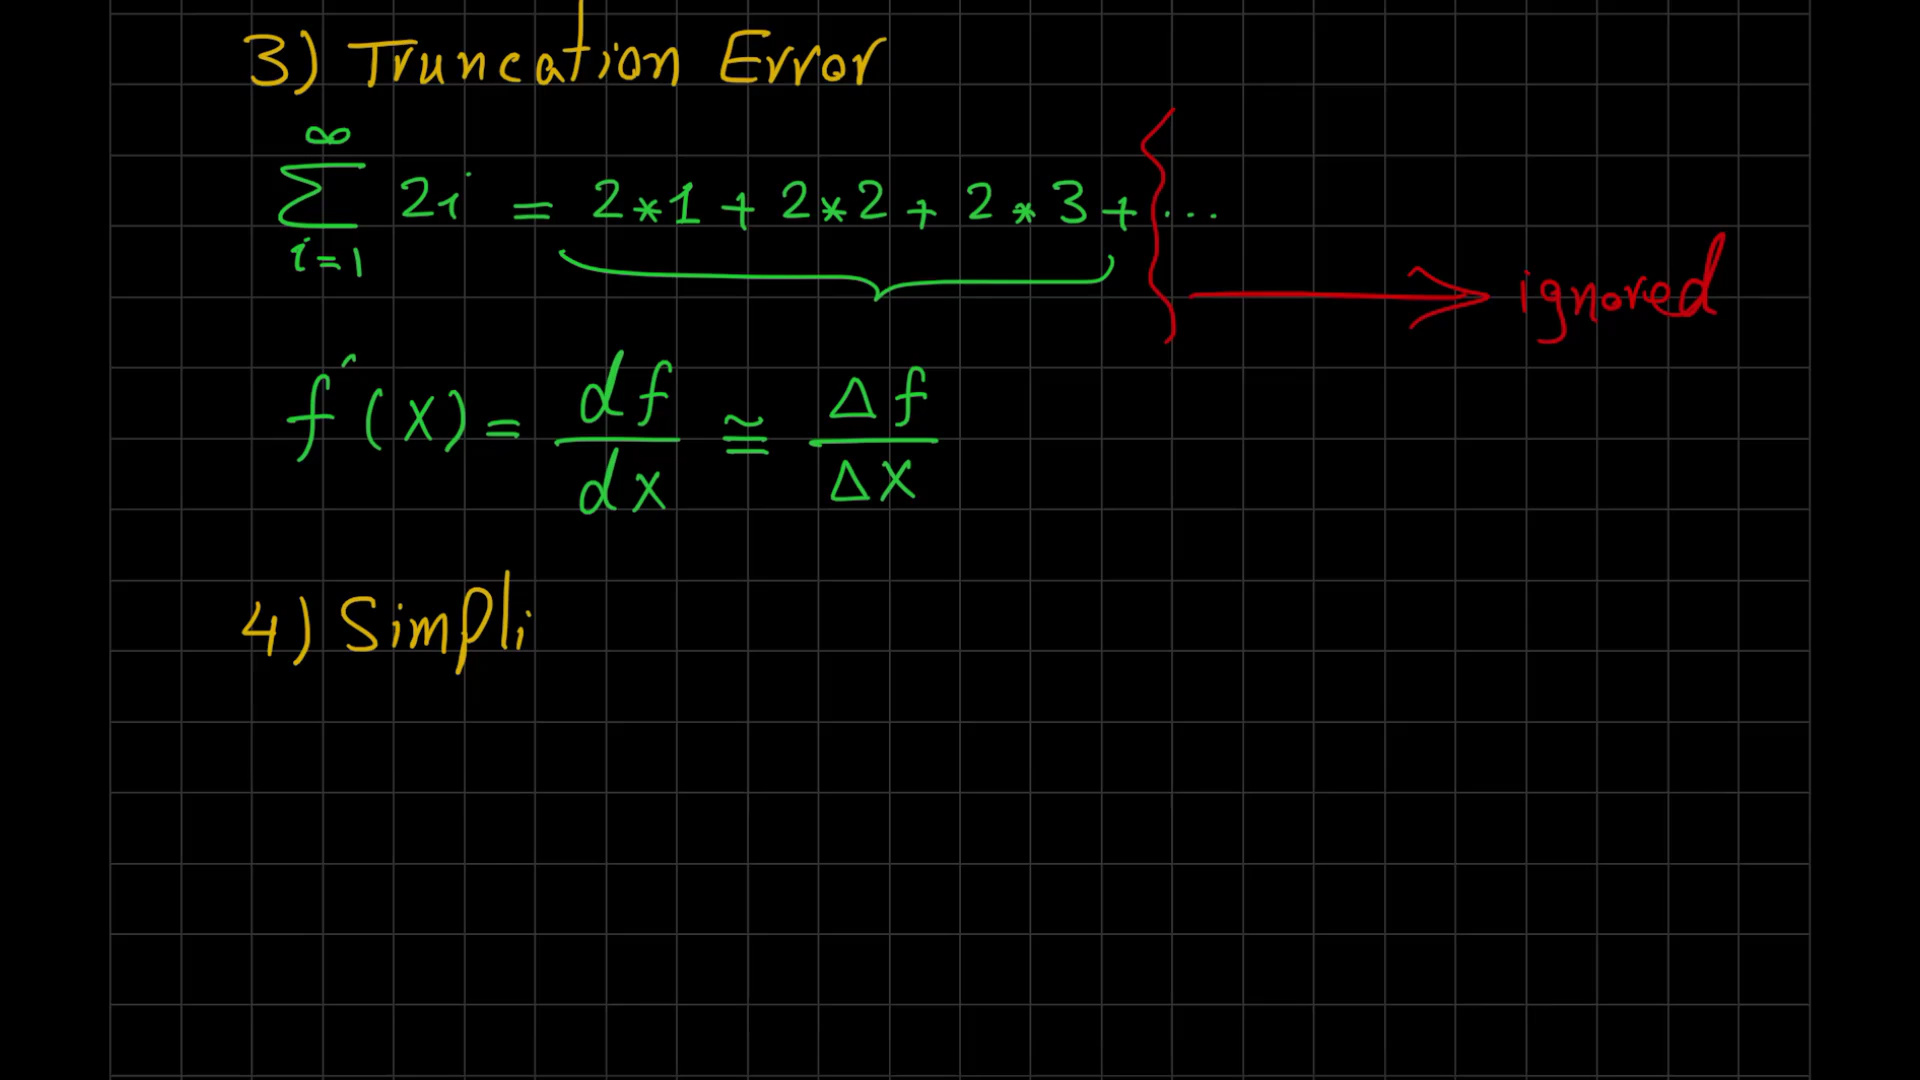 3) Truncation Error
∞
∑ 2i = 2*1 + 2*2 + 2*3 + ...
i=1
ignored
f'(x) = df/dx ≅ Δf/Δx
4) Simpli